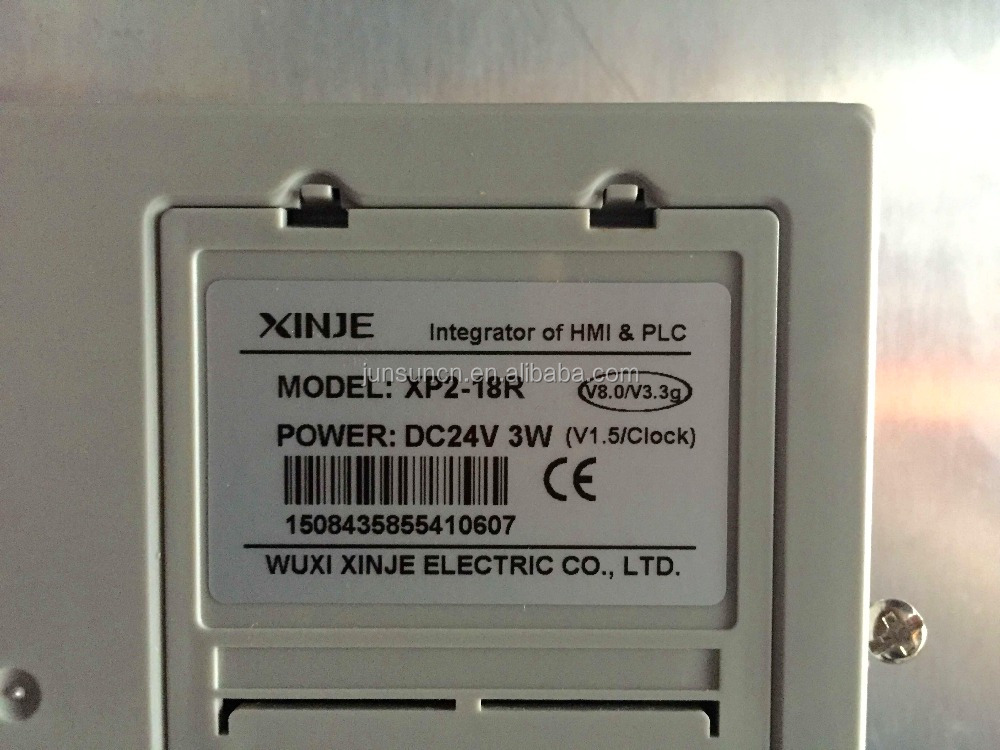 XINJE Integrator of HMI & PLC
junsuncn.en.alibaba.com
MODEL: XP2-18R V8.0/V3.3g
POWER: DC24V 3W (V1.5/Clock)
CE
1508435855410607
WUXI XINJE ELECTRIC CO., LTD.